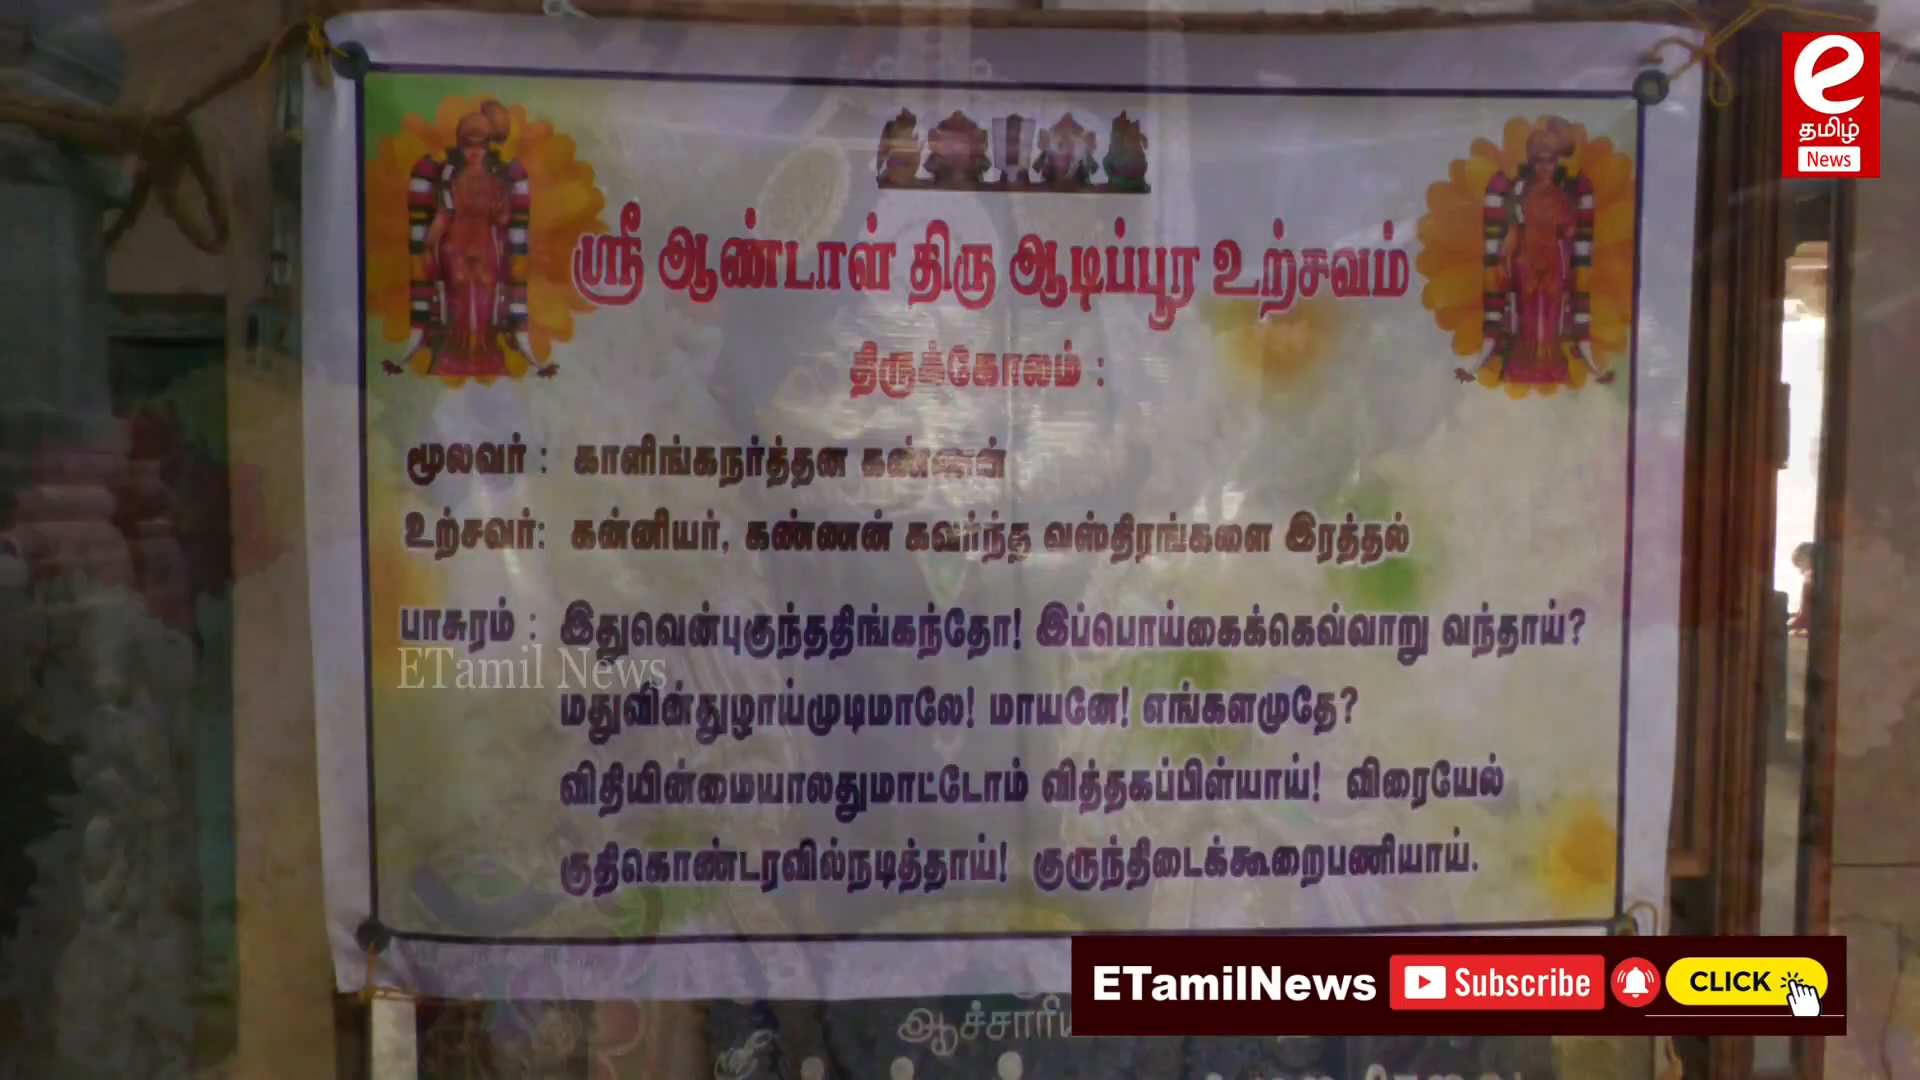 e
தமிழ்
News
ஸ்ரீ ஆண்டாள் திரு ஆடிப்பூர உற்சவம்
திருக்கோலம் :
மூலவர் : காளிங்கநர்த்தன கண்ணன்
உற்சவர்: கன்னியர், கண்ணன் கவர்ந்த வஸ்திரங்களை இரத்தல்
பாசுரம் : இதுவென்புகுந்ததிங்கந்தோ! இப்பொய்கைக்கெவ்வாறு வந்தாய்?
ETamil News
மதுவின்துழாய்முடிமாலே! மாயனே! எங்களமுதே?
விதியின்மையாலதுமாட்டோம் வித்தகப்பிள்யாய்! விரையேல்
குதிகொண்டரவில்நடித்தாய்! குருந்திடைக்கூறைபணியாய்.
ETamilNews Subscribe CLICK